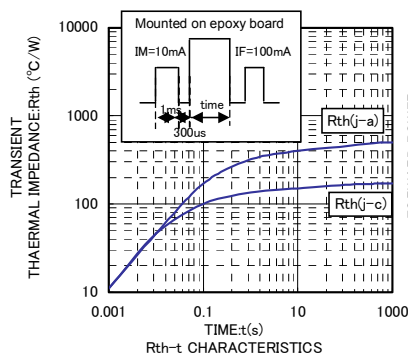 Mounted on epoxy board
IM=10mA
IF=100mA
1ms
time
300us
TRANSIENT
THAERMAL IMPEDANCE:Rth (℃/W)
10000
1000
100
10
Rth(j-a)
Rth(j-c)
0.001
0.1
10
1000
TIME:t(s)
Rth-t CHARACTERISTICS